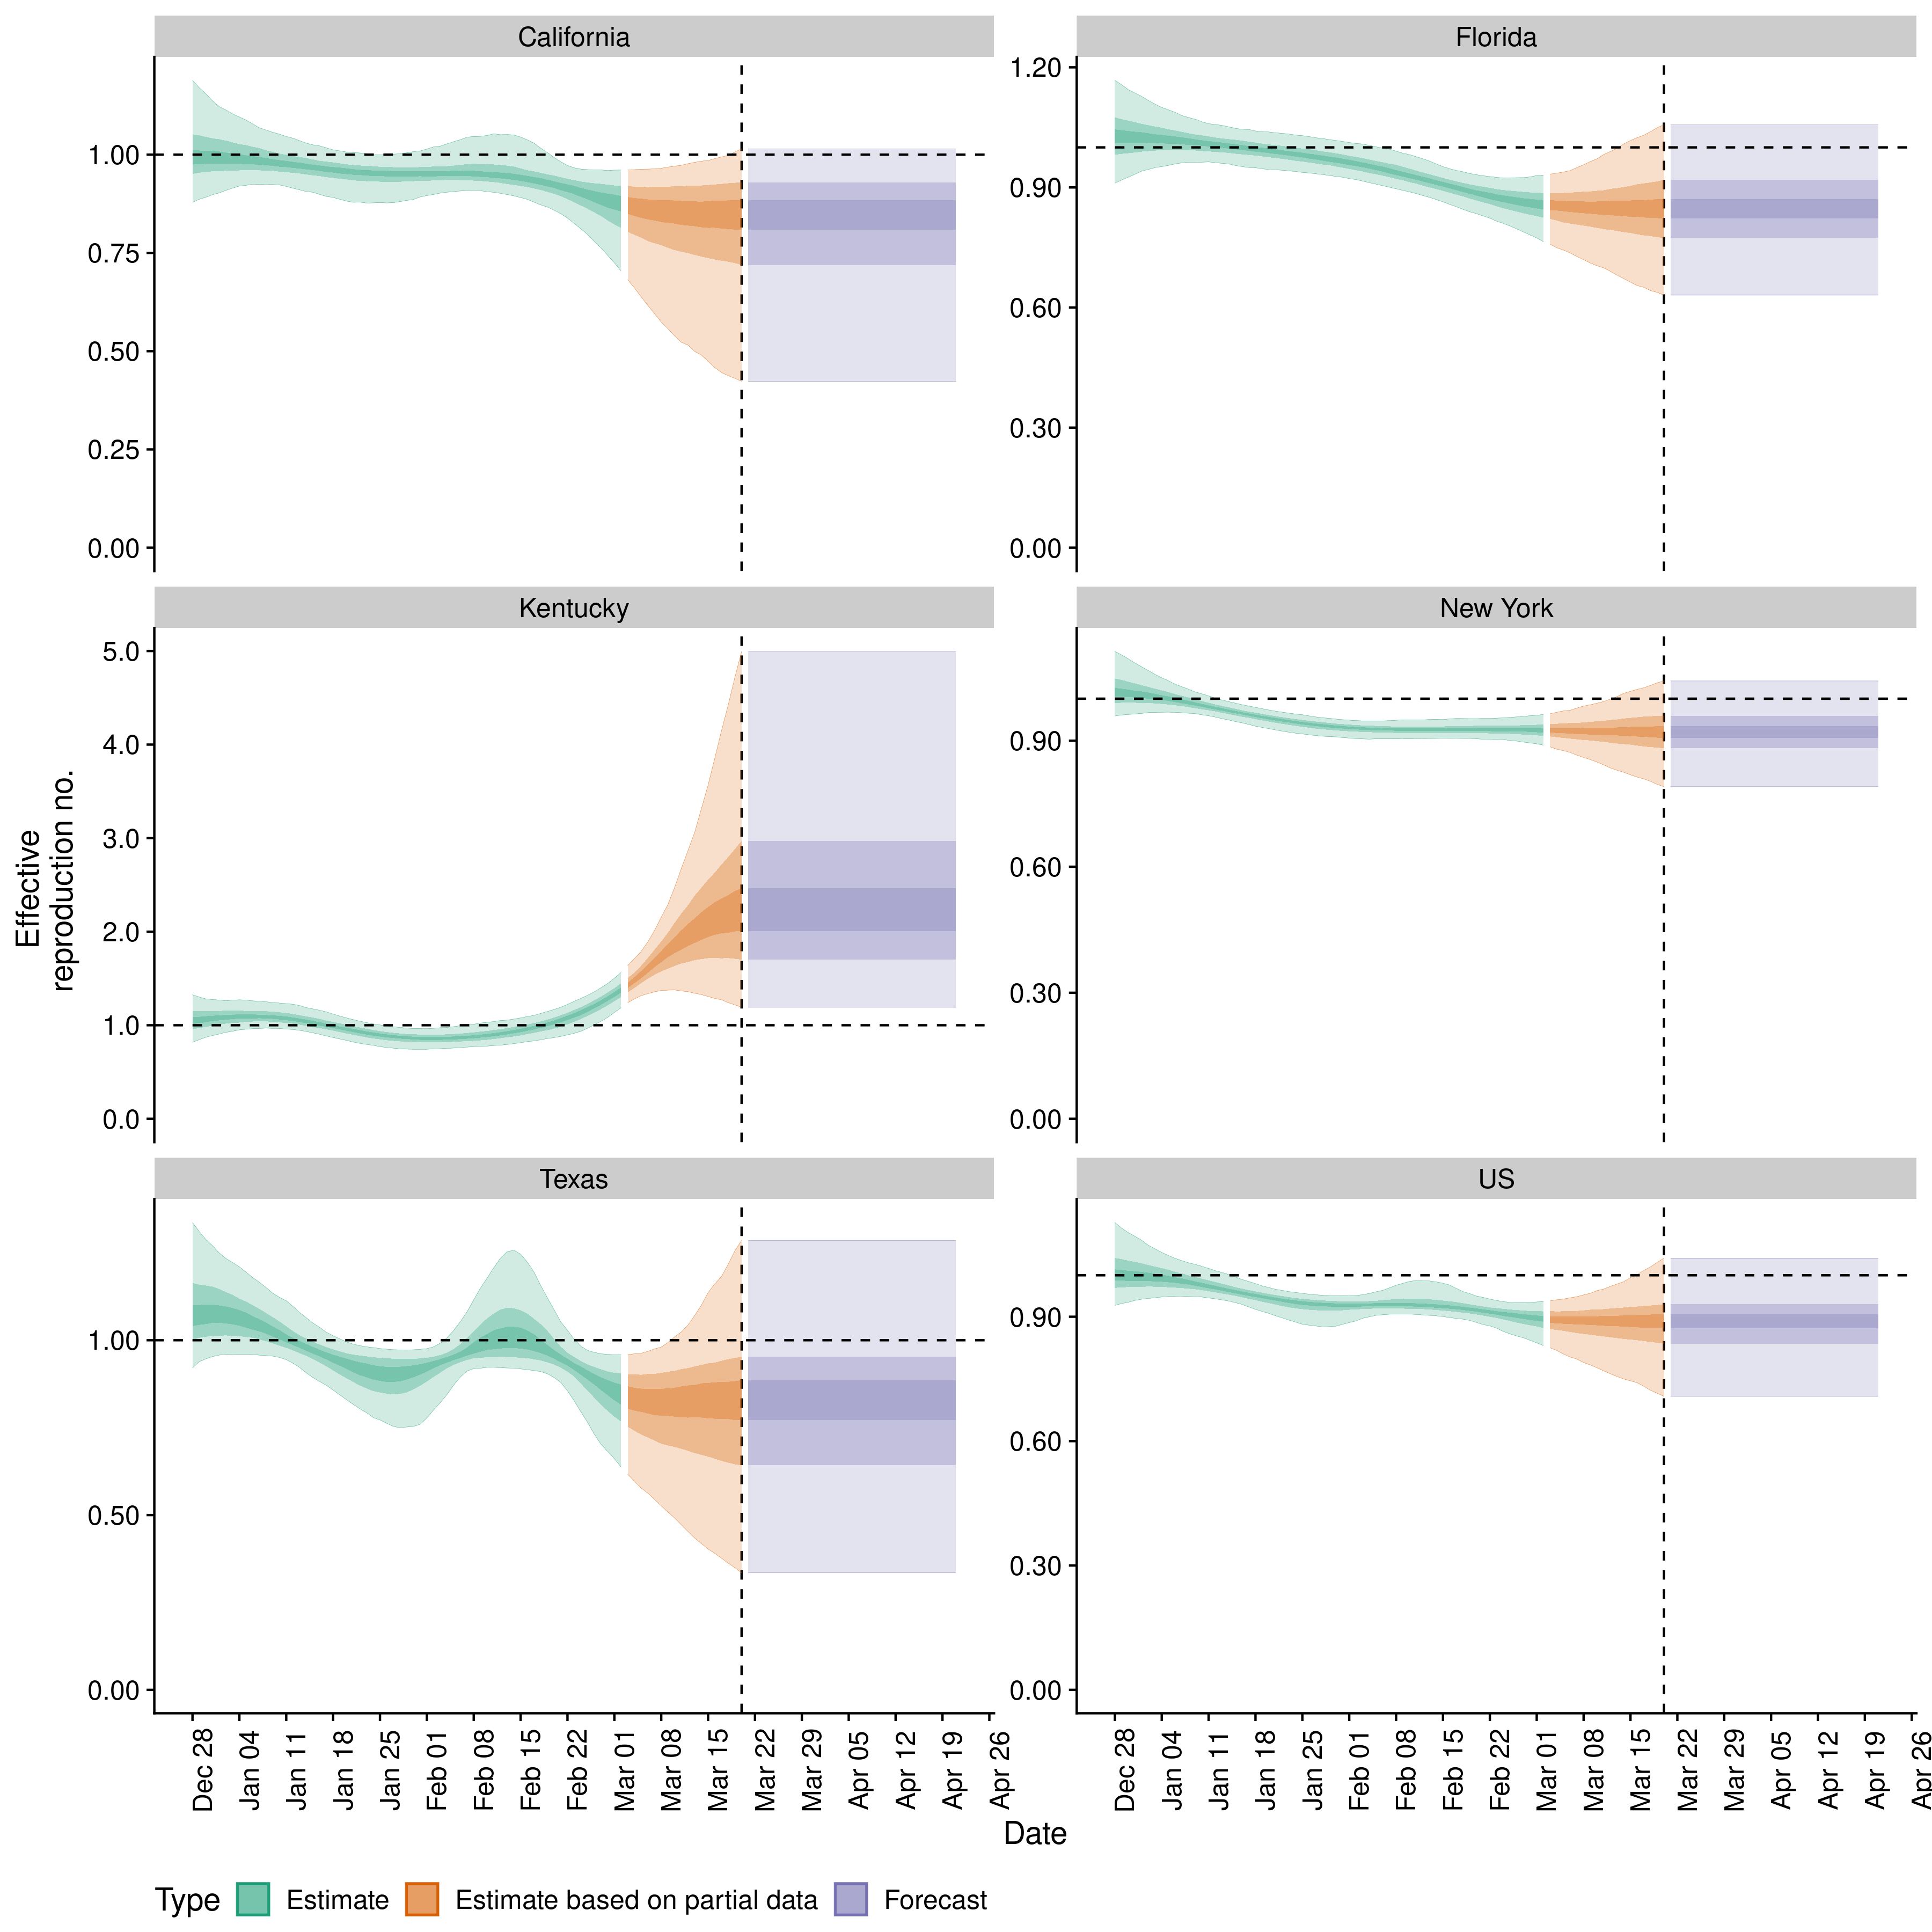 California
Florida
1.00
0.75
0.50
0.25
0.00
1.20
0.90
0.60
0.30
0.00
Kentucky
New York
5.0
4.0
3.0
2.0
1.0
0.0
0.90
0.60
0.30
0.00
Effective
reproduction no.
Texas
US
1.00
0.50
0.00
0.90
0.60
0.30
0.00
Dec 28
Jan 04
Jan 11
Jan 18
Jan 25
Feb 01
Feb 08
Feb 15
Feb 22
Mar 01
Mar 08
Mar 15
Mar 22
Mar 29
Apr 05
Apr 12
Apr 19
Apr 26
Dec 28
Jan 04
Jan 11
Jan 18
Jan 25
Feb 01
Feb 08
Feb 15
Feb 22
Mar 01
Mar 08
Mar 15
Mar 22
Mar 29
Apr 05
Apr 12
Apr 19
Apr 26
Date
Type Estimate Estimate based on partial data Forecast